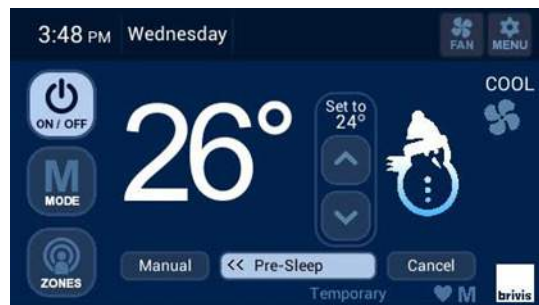 3:48 PM Wednesday
FAN
MENU
ON / OFF
26°
Set to
24°
COOL
M
MODE
ZONES
Manual
<< Pre-Sleep
Cancel
Temporary
M
brivis